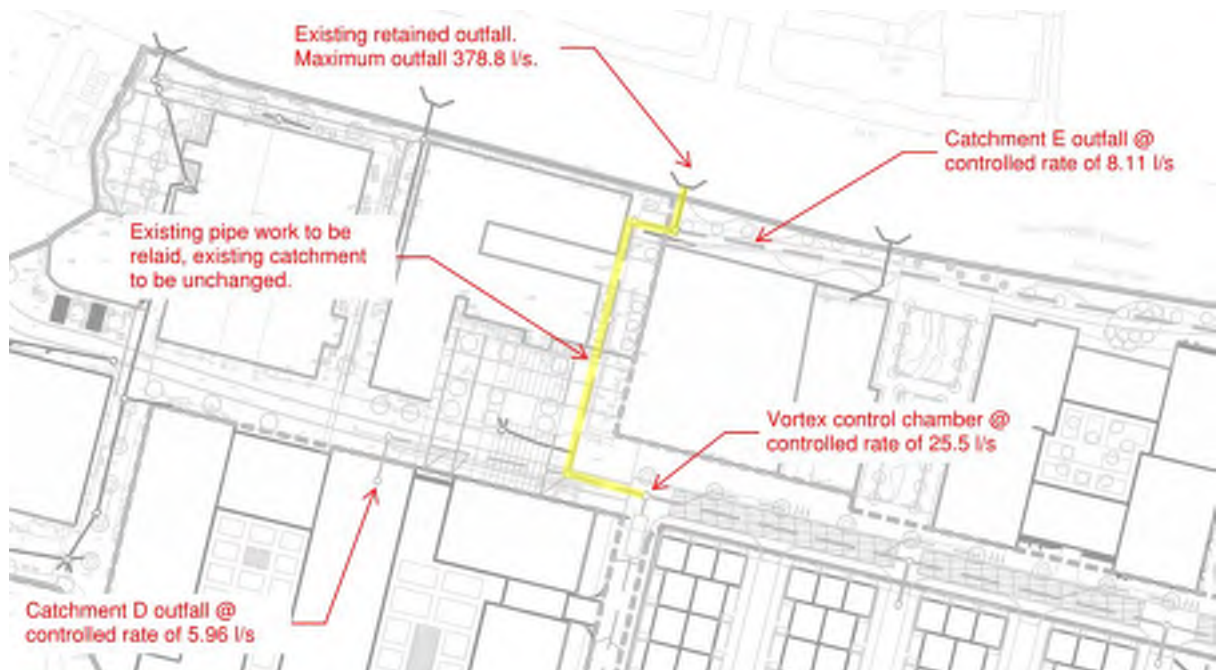 Existing retained outfall.
Maximum outfall 378.8 l/s.
Catchment E outfall @
controlled rate of 8.11 l/s
Existing pipe work to be
relaid, existing catchment
to be unchanged.
Vortex control chamber @
controlled rate of 25.5 l/s
Catchment D outfall @
controlled rate of 5.96 l/s